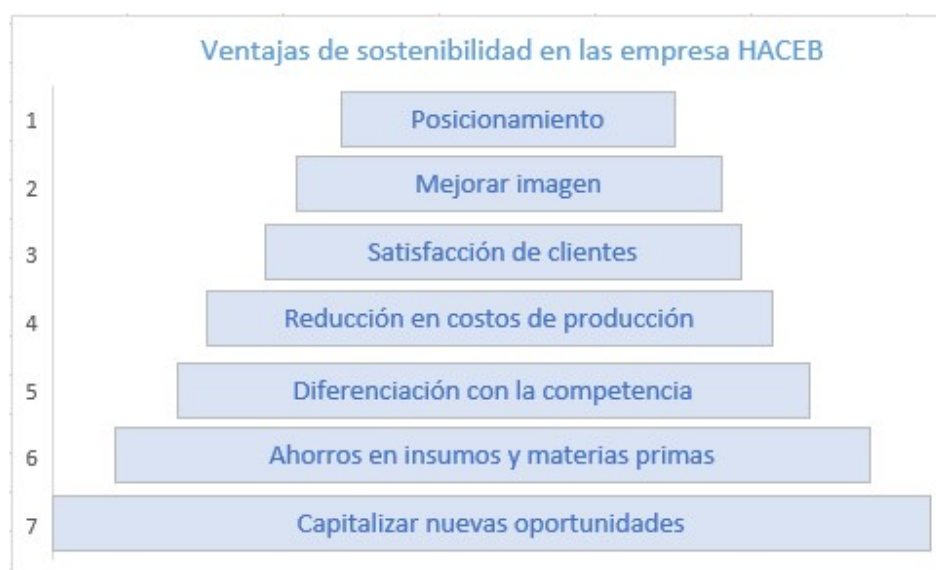 Ventajas de sostenibilidad en las empresa HACEB
1 Posicionamiento
2 Mejorar imagen
3 Satisfacción de clientes
4 Reducción en costos de producción
5 Diferenciación con la competencia
6 Ahorros en insumos y materias primas
7 Capitalizar nuevas oportunidades